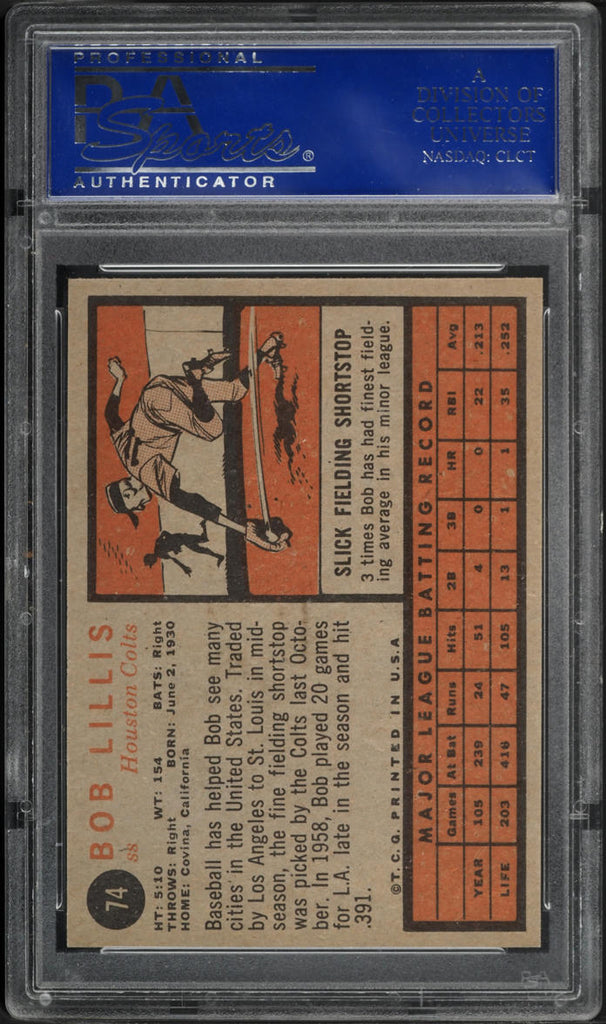 PROFESSIONAL
PSA
Sports®
AUTHENTICATOR
A
DIVISION OF
COLLECTORS
UNIVERSE
NASDAQ: CLCT
74
BOB LILLIS
ss Houston Colts
HT: 5:10 WT: 154 BATS: Right
THROWS: Right BORN: June 2, 1930
HOME: Covina, California
Baseball has helped Bob see many
cities in the United States. Traded
by Los Angeles to St. Louis in mid-
season, the fine fielding shortstop
was picked by the Colts last Octo-
ber. In 1958, Bob played 20 games
for L.A. late in the season and hit
.391.
SLICK FIELDING SHORTSTOP
3 times Bob has had finest field-
ing average in his minor league.
©T.C.G. PRINTED IN U.S.A
MAJOR LEAGUE BATTING RECORD
Games At Bat Runs Hits 2B 3B HR RBI Avg
YEAR 105 239 24 51 4 0 0 22 .213
LIFE 203 418 47 105 13 1 1 35 .252
PSA